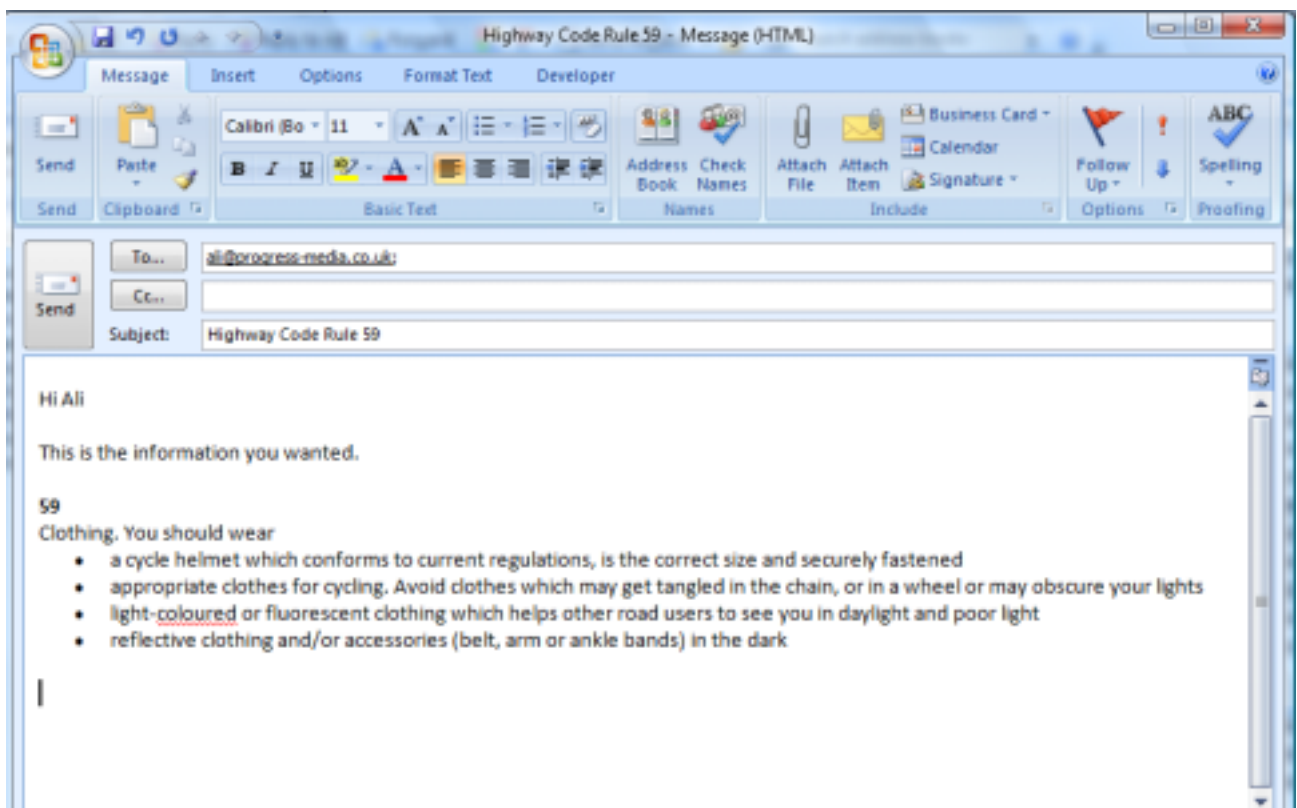 Highway Code Rule 59 - Message (HTML)
Message Insert Options Format Text Developer
Calibri (Bo 11
Business Card
Calendar
Signature
Send Paste
B I U
Address Book Check Names
Attach File Attach Item
Follow Up
ABC
Spelling
Send Clipboard Basic Text Names Include Options Proofing
To... ali@progress-media.co.uk;
Cc...
Send
Subject: Highway Code Rule 59
Hi Ali
This is the information you wanted.
59
Clothing. You should wear
• a cycle helmet which conforms to current regulations, is the correct size and securely fastened
• appropriate clothes for cycling. Avoid clothes which may get tangled in the chain, or in a wheel or may obscure your lights
• light-coloured or fluorescent clothing which helps other road users to see you in daylight and poor light
• reflective clothing and/or accessories (belt, arm or ankle bands) in the dark